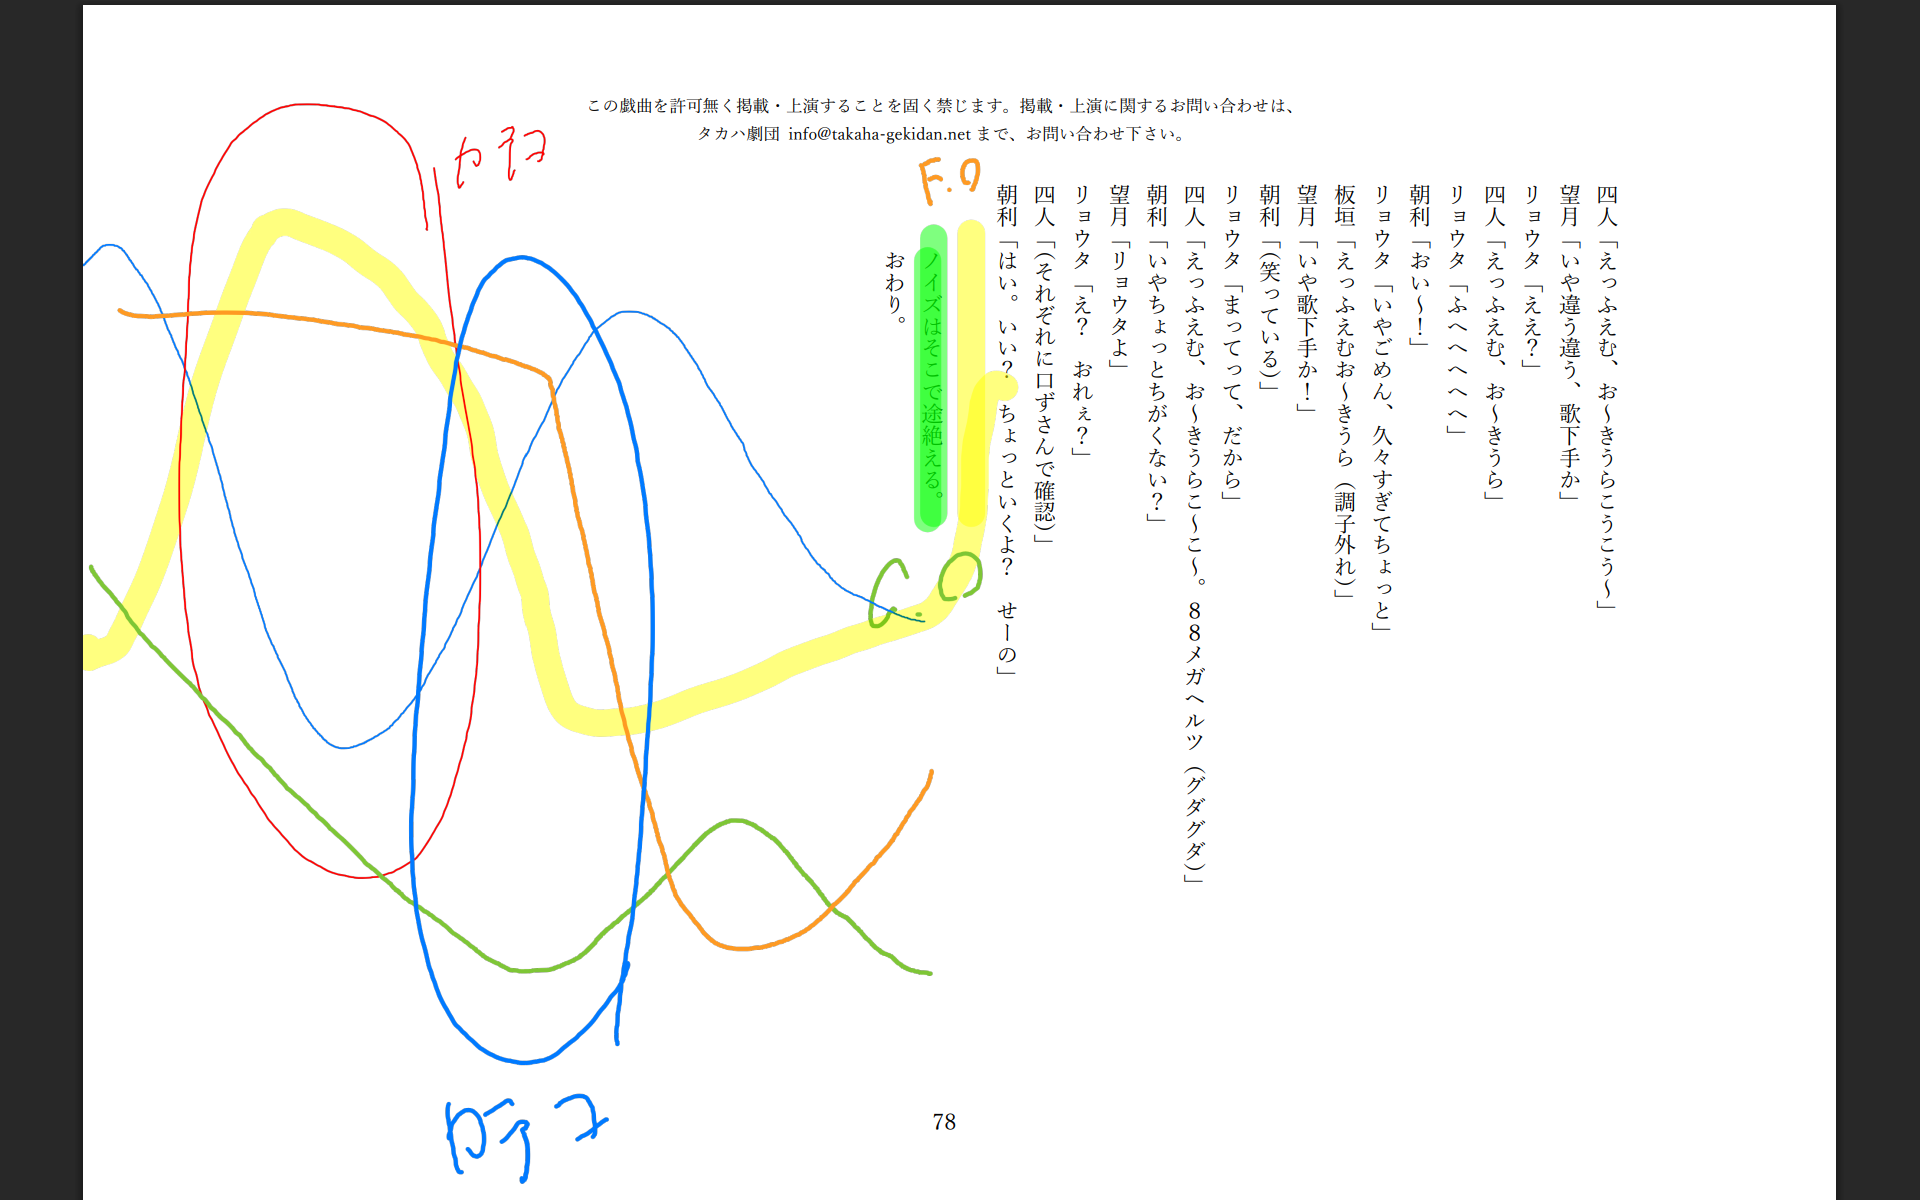 この戯曲を許可無く掲載・上演することを固く禁じます。掲載・上演に関するお問い合わせは、
タカハ劇団 info@takaha-gekidan.net まで、お問い合わせ下さい。
四人「えっふえむ、お〜きうらこうこう〜」
望月「いや違う違う、歌下手か」
リョウタ「ええ？」
四人「えっふえむ、お〜きうら」
リョウタ「ふへへへへへ」
朝利「おい〜！」
リョウタ「いやごめん、久々すぎてちょっと」
板垣「えっふえむお〜きうら（調子外れ）」
望月「いや歌下手か！」
朝利「（笑っている）」
リョウタ「まってって、だから」
四人「えっふえむ、お〜きうらこ〜こ〜。８８メガヘルツ（グダグダ）」
朝利「いやちょっとちがくない？」
望月「リョウタよ」
リョウタ「え？　おれぇ？」
四人「（それぞれに口ずさんで確認）」
朝利「はい。いい？　ちょっといくよ？　せーの」
F.O
ノイズはそこで途絶える。
おわり。
78